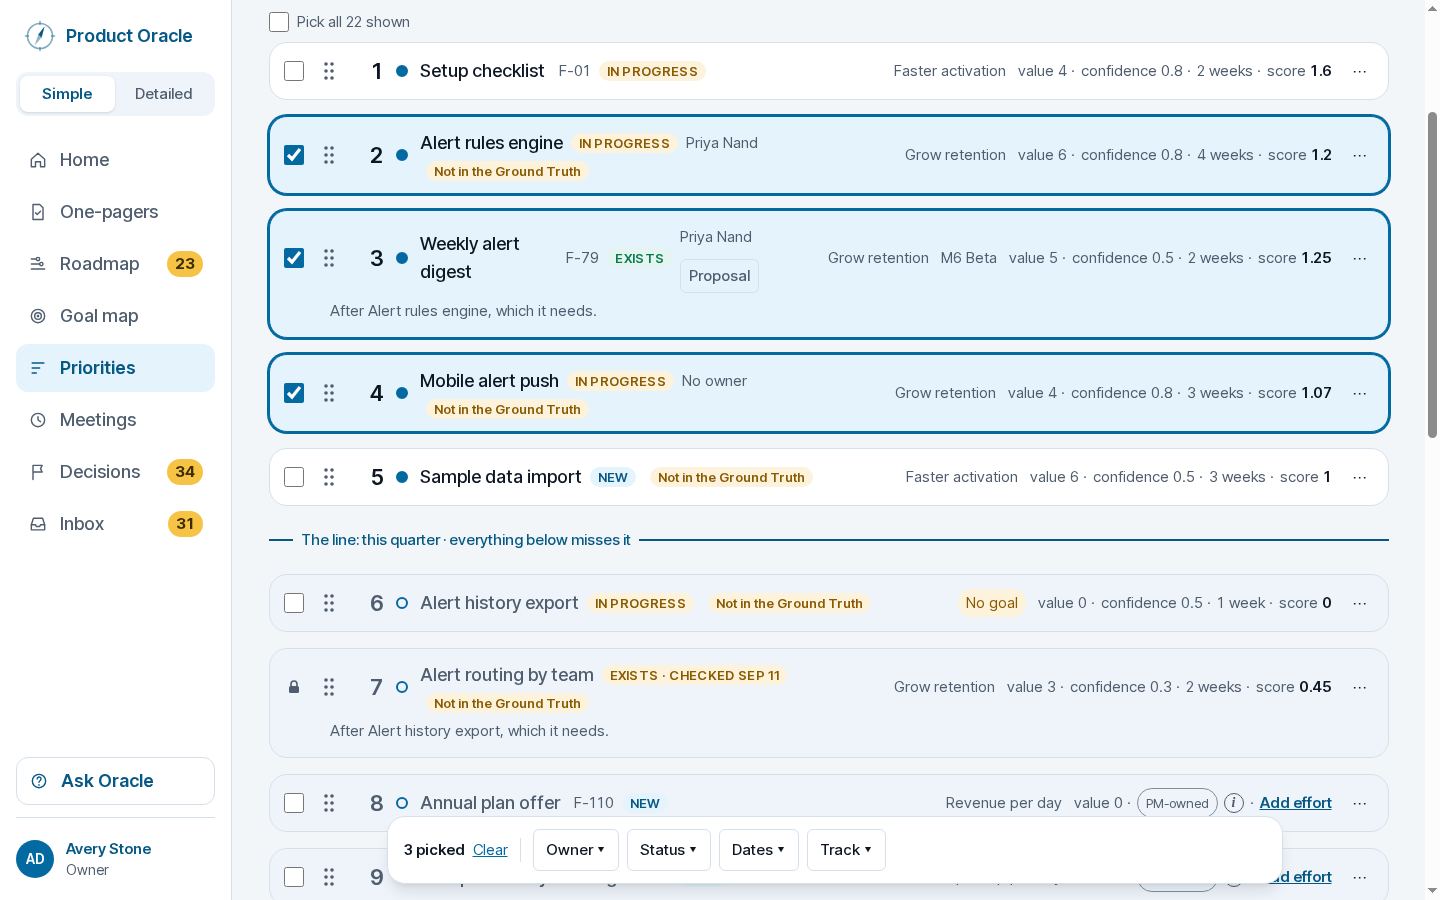 Product Oracle
Simple
Detailed
Home
One-pagers
Roadmap 23
Goal map
Priorities
Meetings
Decisions 34
Inbox 31
Ask Oracle
AD
Avery Stone
Owner
Pick all 22 shown
1 Setup checklist F-01 IN PROGRESS Faster activation value 4 · confidence 0.8 · 2 weeks · score 1.6 ···
2 Alert rules engine IN PROGRESS Priya Nand Not in the Ground Truth Grow retention value 6 · confidence 0.8 · 4 weeks · score 1.2 ···
3 Weekly alert digest F-79 EXISTS Priya Nand Proposal Grow retention M6 Beta value 5 · confidence 0.5 · 2 weeks · score 1.25 ···
After Alert rules engine, which it needs.
4 Mobile alert push IN PROGRESS No owner Not in the Ground Truth Grow retention value 4 · confidence 0.8 · 3 weeks · score 1.07 ···
5 Sample data import NEW Not in the Ground Truth Faster activation value 6 · confidence 0.5 · 3 weeks · score 1 ···
The line: this quarter · everything below misses it
6 Alert history export IN PROGRESS Not in the Ground Truth No goal value 0 · confidence 0.5 · 1 week · score 0 ···
7 Alert routing by team EXISTS · CHECKED SEP 11 Not in the Ground Truth Grow retention value 3 · confidence 0.3 · 2 weeks · score 0.45 ···
After Alert history export, which it needs.
8 Annual plan offer F-110 NEW Revenue per day value 0 · PM-owned i · Add effort ···
3 picked Clear Owner ▾ Status ▾ Dates ▾ Track ▾
9 dd effort ···